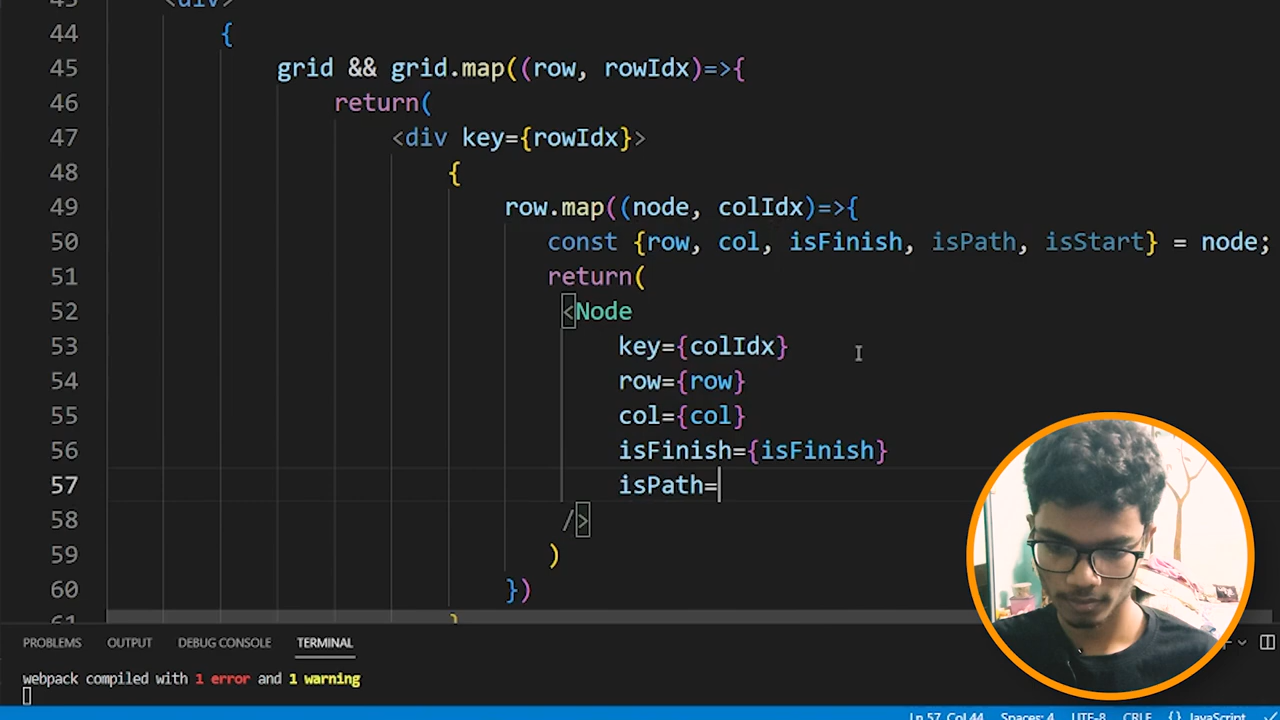 43 <div>
44 {
45 grid && grid.map((row, rowIdx)=>{
46 return(
47 <div key={rowIdx}>
48 {
49 row.map((node, colIdx)=>{
50 const {row, col, isFinish, isPath, isStart} = node;
51 return(
52 <Node
53 key={colIdx}
54 row={row}
55 col={col}
56 isFinish={isFinish}
57 isPath=
58 />
59 )
60 })
61 }
PROBLEMS OUTPUT DEBUG CONSOLE TERMINAL
webpack compiled with 1 error and 1 warning
Ln 57, Col 44 Spaces: 4 UTF-8 CRLF {} JavaScript